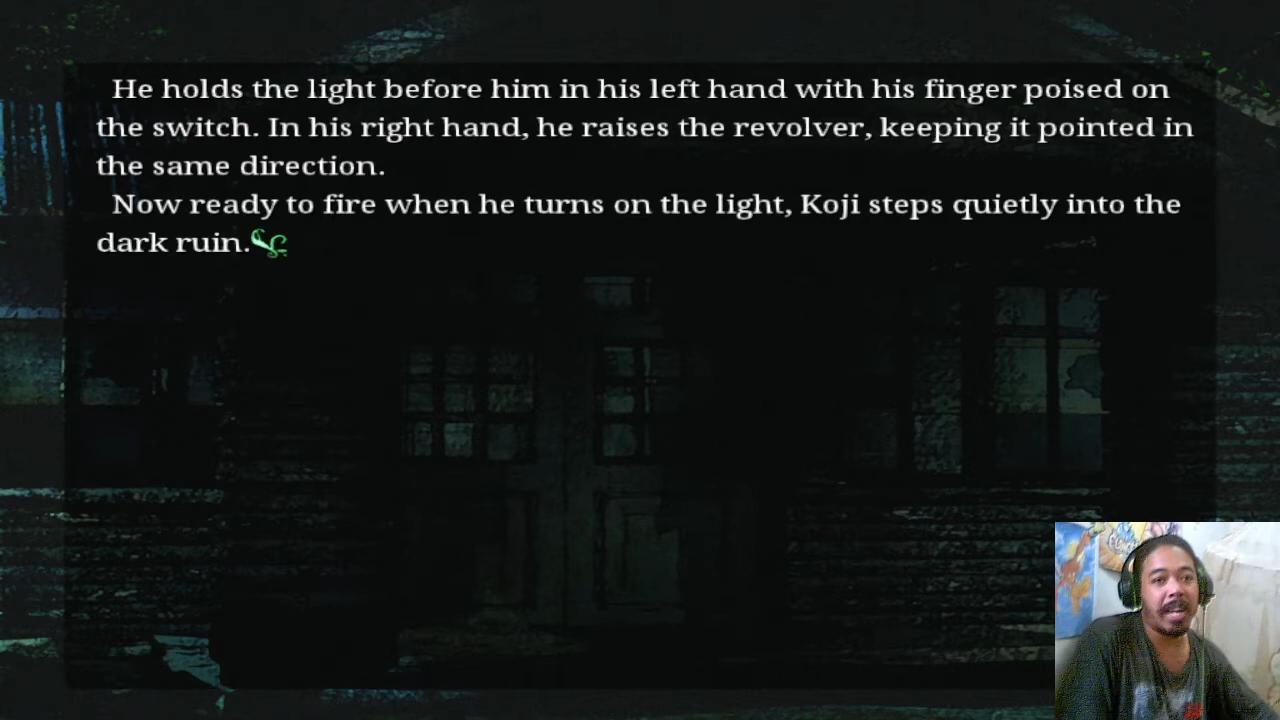 He holds the light before him in his left hand with his finger poised on
the switch. In his right hand, he raises the revolver, keeping it pointed in
the same direction.
Now ready to fire when he turns on the light, Koji steps quietly into the
dark ruin.